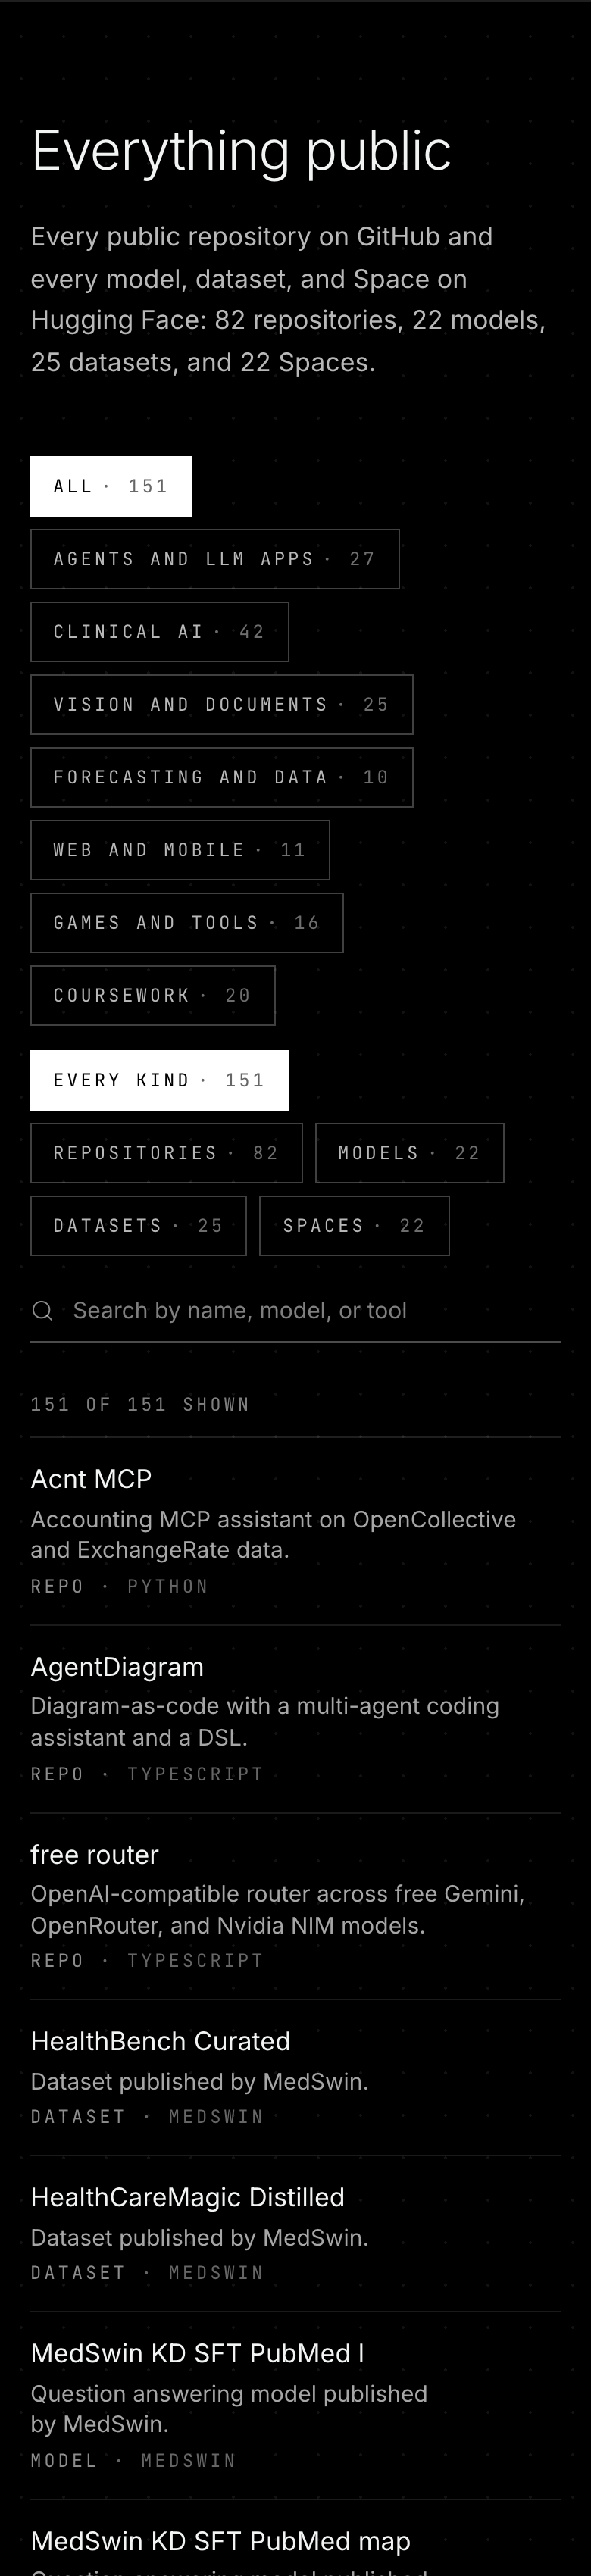 Everything public
Every public repository on GitHub and
every model, dataset, and Space on
Hugging Face: 82 repositories, 22 models,
25 datasets, and 22 Spaces.
ALL · 151
AGENTS AND LLM APPS · 27
CLINICAL AI · 42
VISION AND DOCUMENTS · 25
FORECASTING AND DATA · 10
WEB AND MOBILE · 11
GAMES AND TOOLS · 16
COURSEWORK · 20
EVERY KIND · 151
REPOSITORIES · 82 MODELS · 22
DATASETS · 25 SPACES · 22
Search by name, model, or tool
151 OF 151 SHOWN
Acnt MCP
Accounting MCP assistant on OpenCollective
and ExchangeRate data.
REPO · PYTHON
AgentDiagram
Diagram-as-code with a multi-agent coding
assistant and a DSL.
REPO · TYPESCRIPT
free router
OpenAI-compatible router across free Gemini,
OpenRouter, and Nvidia NIM models.
REPO · TYPESCRIPT
HealthBench Curated
Dataset published by MedSwin.
DATASET · MEDSWIN
HealthCareMagic Distilled
Dataset published by MedSwin.
DATASET · MEDSWIN
MedSwin KD SFT PubMed l
Question answering model published
by MedSwin.
MODEL · MEDSWIN
MedSwin KD SFT PubMed map